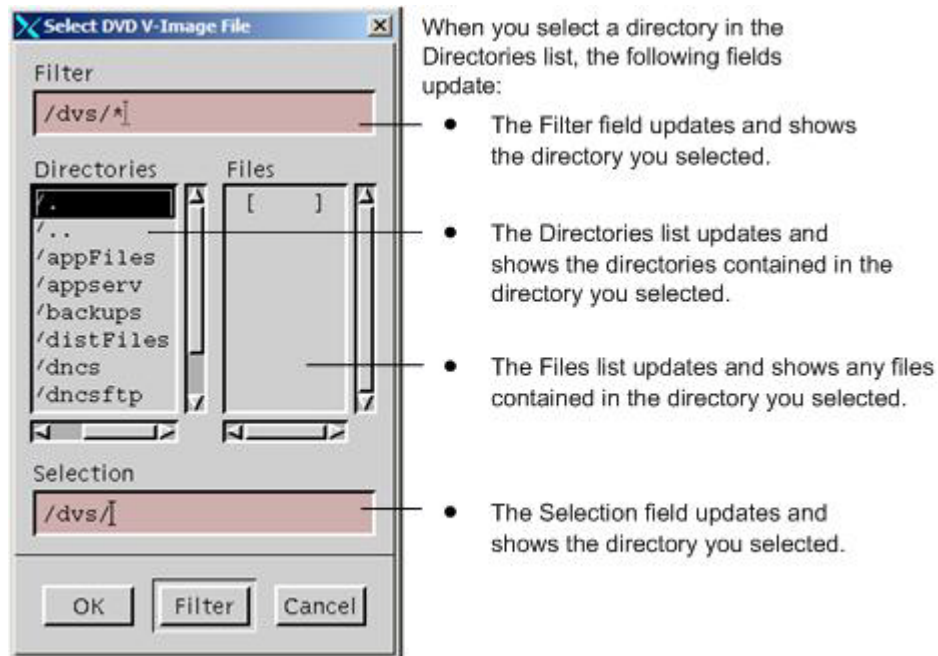 Select DVD V-Image File
Filter
/dvs/*
Directories
Files
/.
/..
/appFiles
/appserv
/backups
/distFiles
/dncs
/dncsftp
[ ]
Selection
/dvs/
OK
Filter
Cancel
When you select a directory in the
Directories list, the following fields
update:
• The Filter field updates and shows
the directory you selected.
• The Directories list updates and
shows the directories contained in the
directory you selected.
• The Files list updates and shows any files
contained in the directory you selected.
• The Selection field updates and
shows the directory you selected.